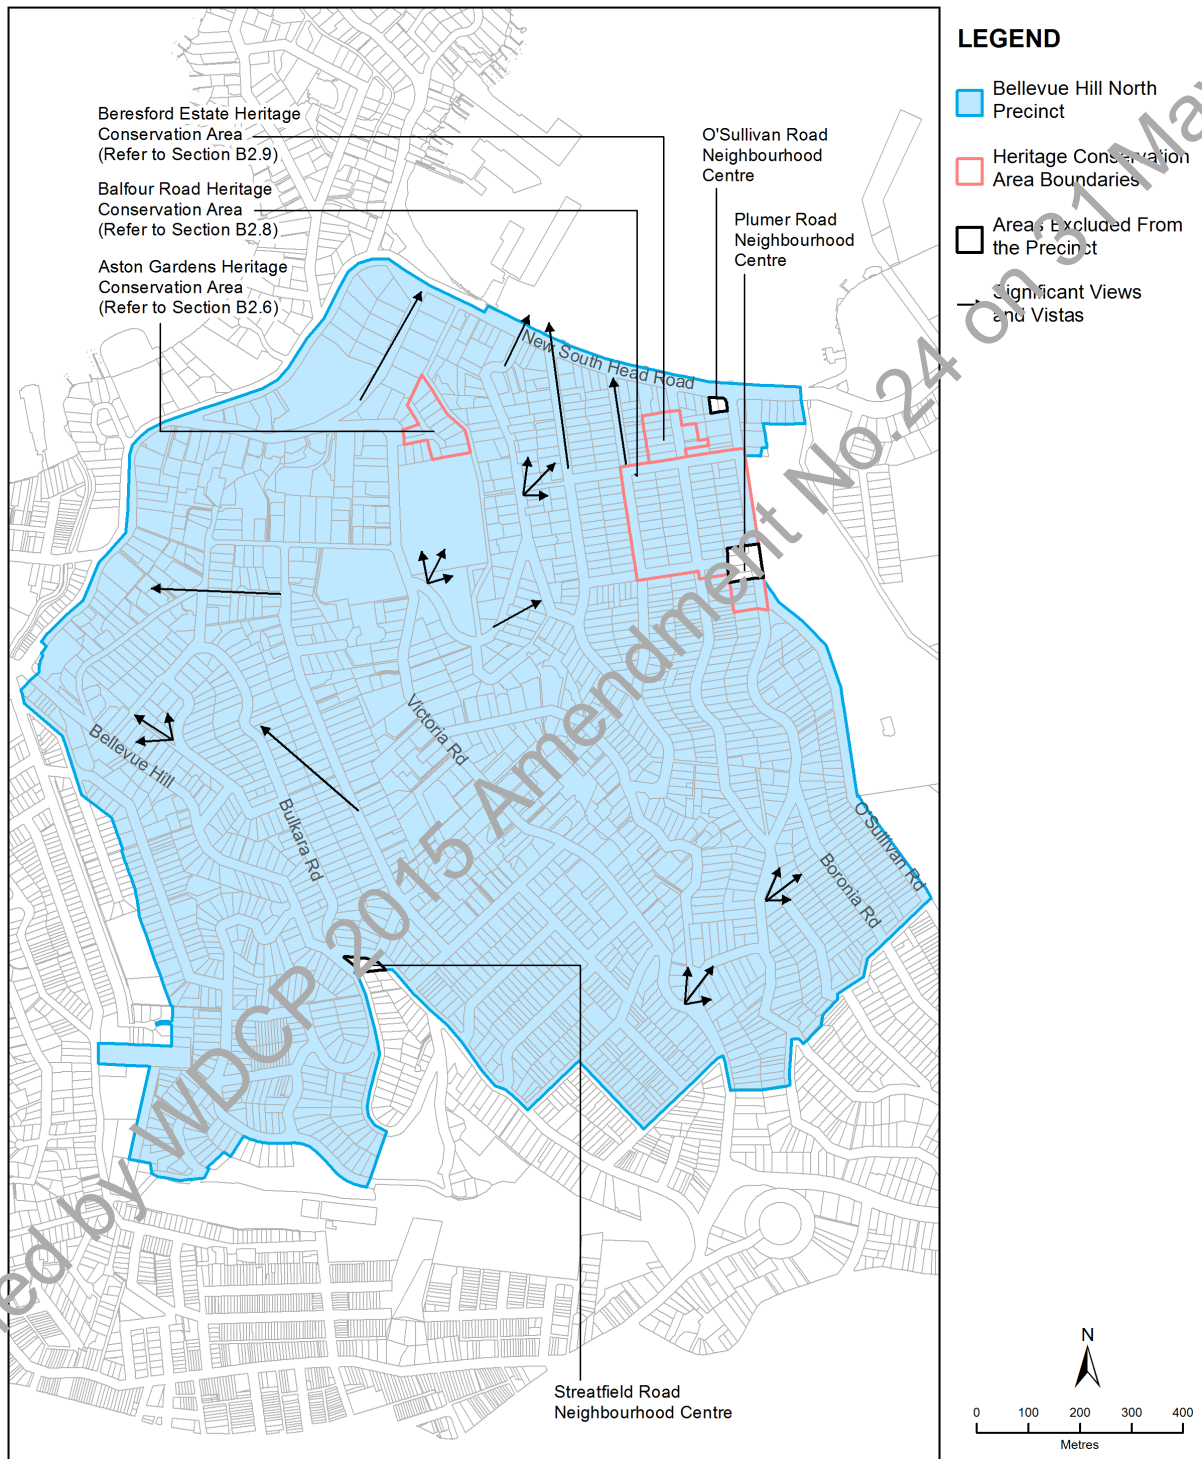 Beresford Estate Heritage
Conservation Area
(Refer to Section B2.9)
Balfour Road Heritage
Conservation Area
(Refer to Section B2.8)
Aston Gardens Heritage
Conservation Area
(Refer to Section B2.6)
O'Sullivan Road
Neighbourhood
Centre
Plumer Road
Neighbourhood
Centre
New South Head Road
Victoria Rd
Bellevue Hill
Bulkara Rd
O'Sullivan Rd
Boronia Rd
Streatfield Road
Neighbourhood Centre
LEGEND
Bellevue Hill North
Precinct
Heritage Conservation
Area Boundaries
Areas Excluded From
the Precinct
Significant Views
and Vistas
N
0 100 200 300 400
Metres
by WDCP 2015 Amendment No.24 on 31 May